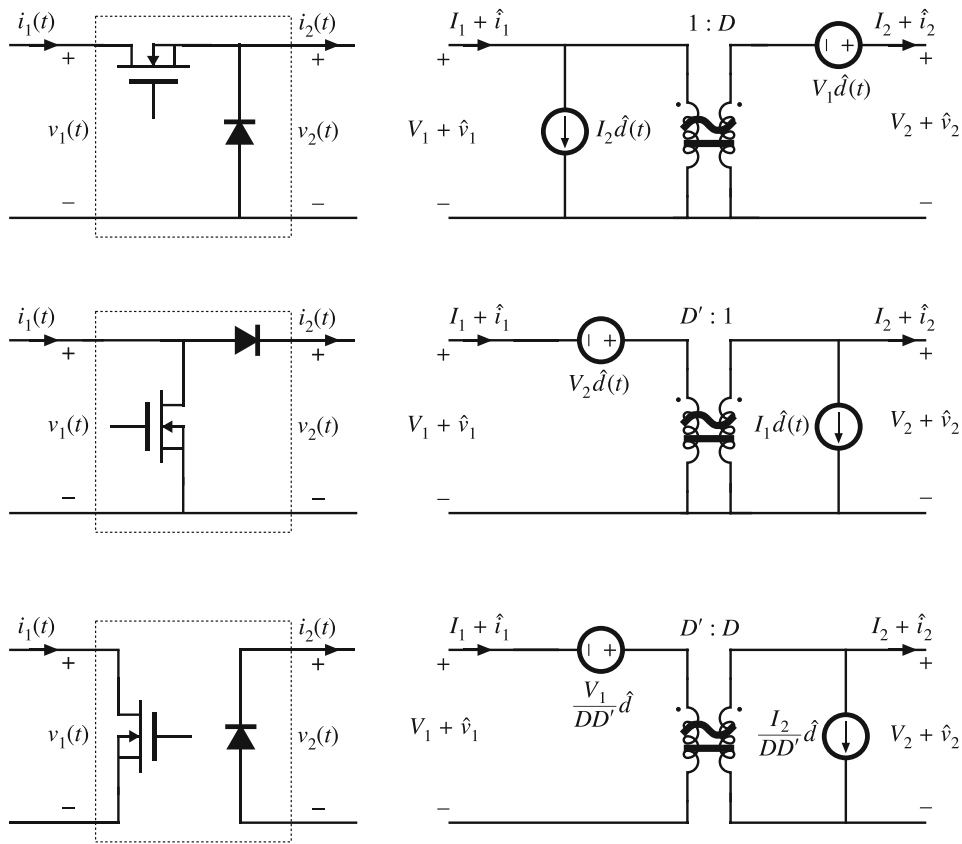 i₁(t) i₂(t) I₁ + î₁ 1 : D I₂ + î₂
+ + + – + +
v₁(t) v₂(t) V₁ + v̂₁ I₂d̂(t) V₁d̂(t) V₂ + v̂₂
– – – –
i₁(t) i₂(t) I₁ + î₁ D′ : 1 I₂ + î₂
+ + + – + +
v₁(t) v₂(t) V₁ + v̂₁ V₂d̂(t) I₁d̂(t) V₂ + v̂₂
– – – –
i₁(t) i₂(t) I₁ + î₁ D′ : D I₂ + î₂
+ + + – + +
v₁(t) v₂(t) V₁ + v̂₁ V₁/DD′ d̂ I₂/DD′ d̂ V₂ + v̂₂
– – – –